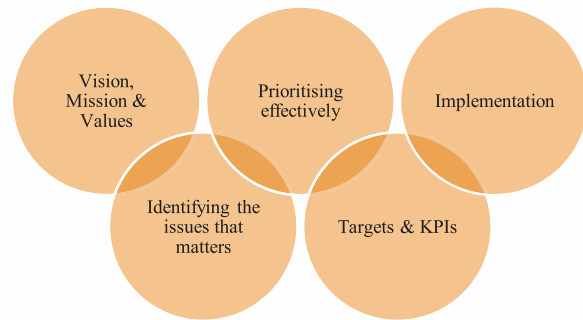 Vision,
Mission &
Values
Prioritising
effectively
Implementation
Identifying the
issues that
matters
Targets & KPIs